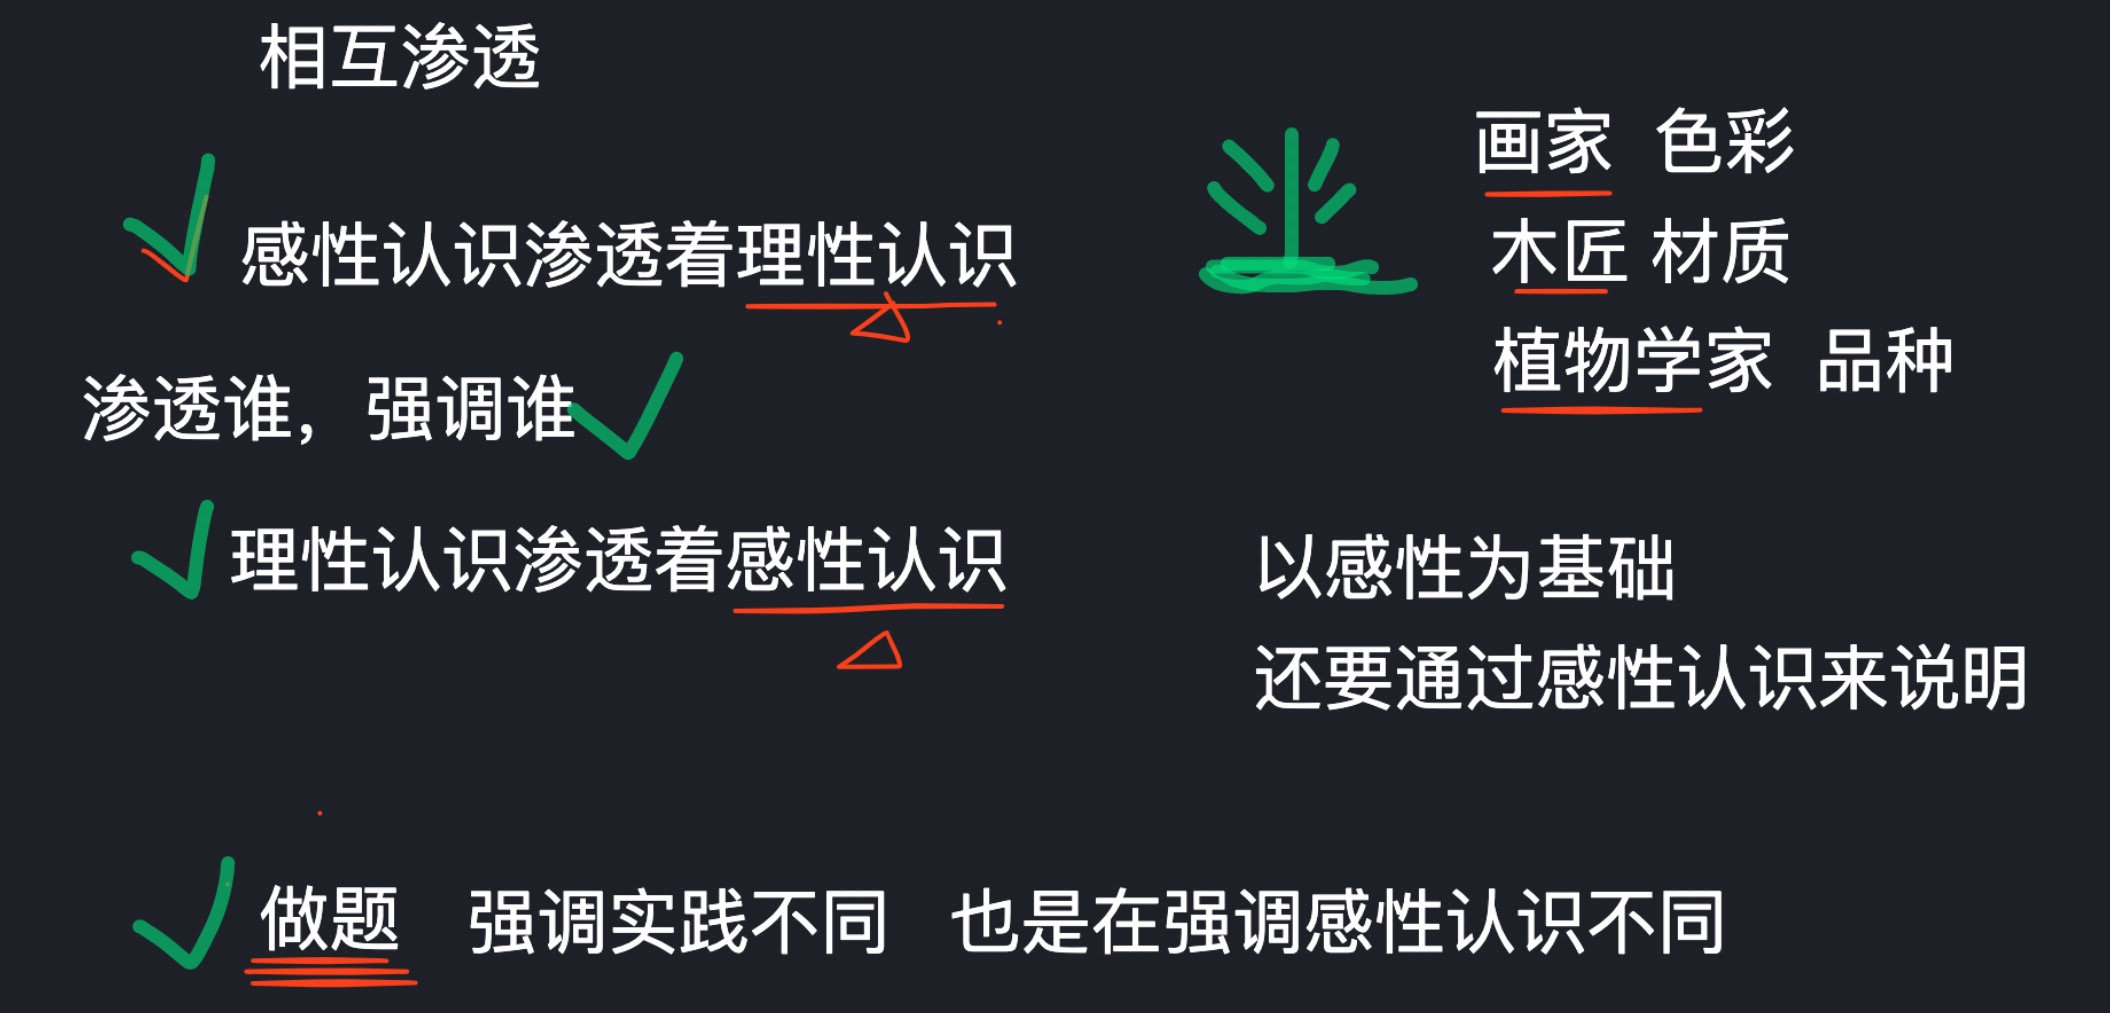 相互渗透
画家 色彩
感性认识渗透着理性认识
木匠 材质
渗透谁，强调谁
植物学家 品种
理性认识渗透着感性认识
以感性为基础
还要通过感性认识来说明
做题 强调实践不同 也是在强调感性认识不同